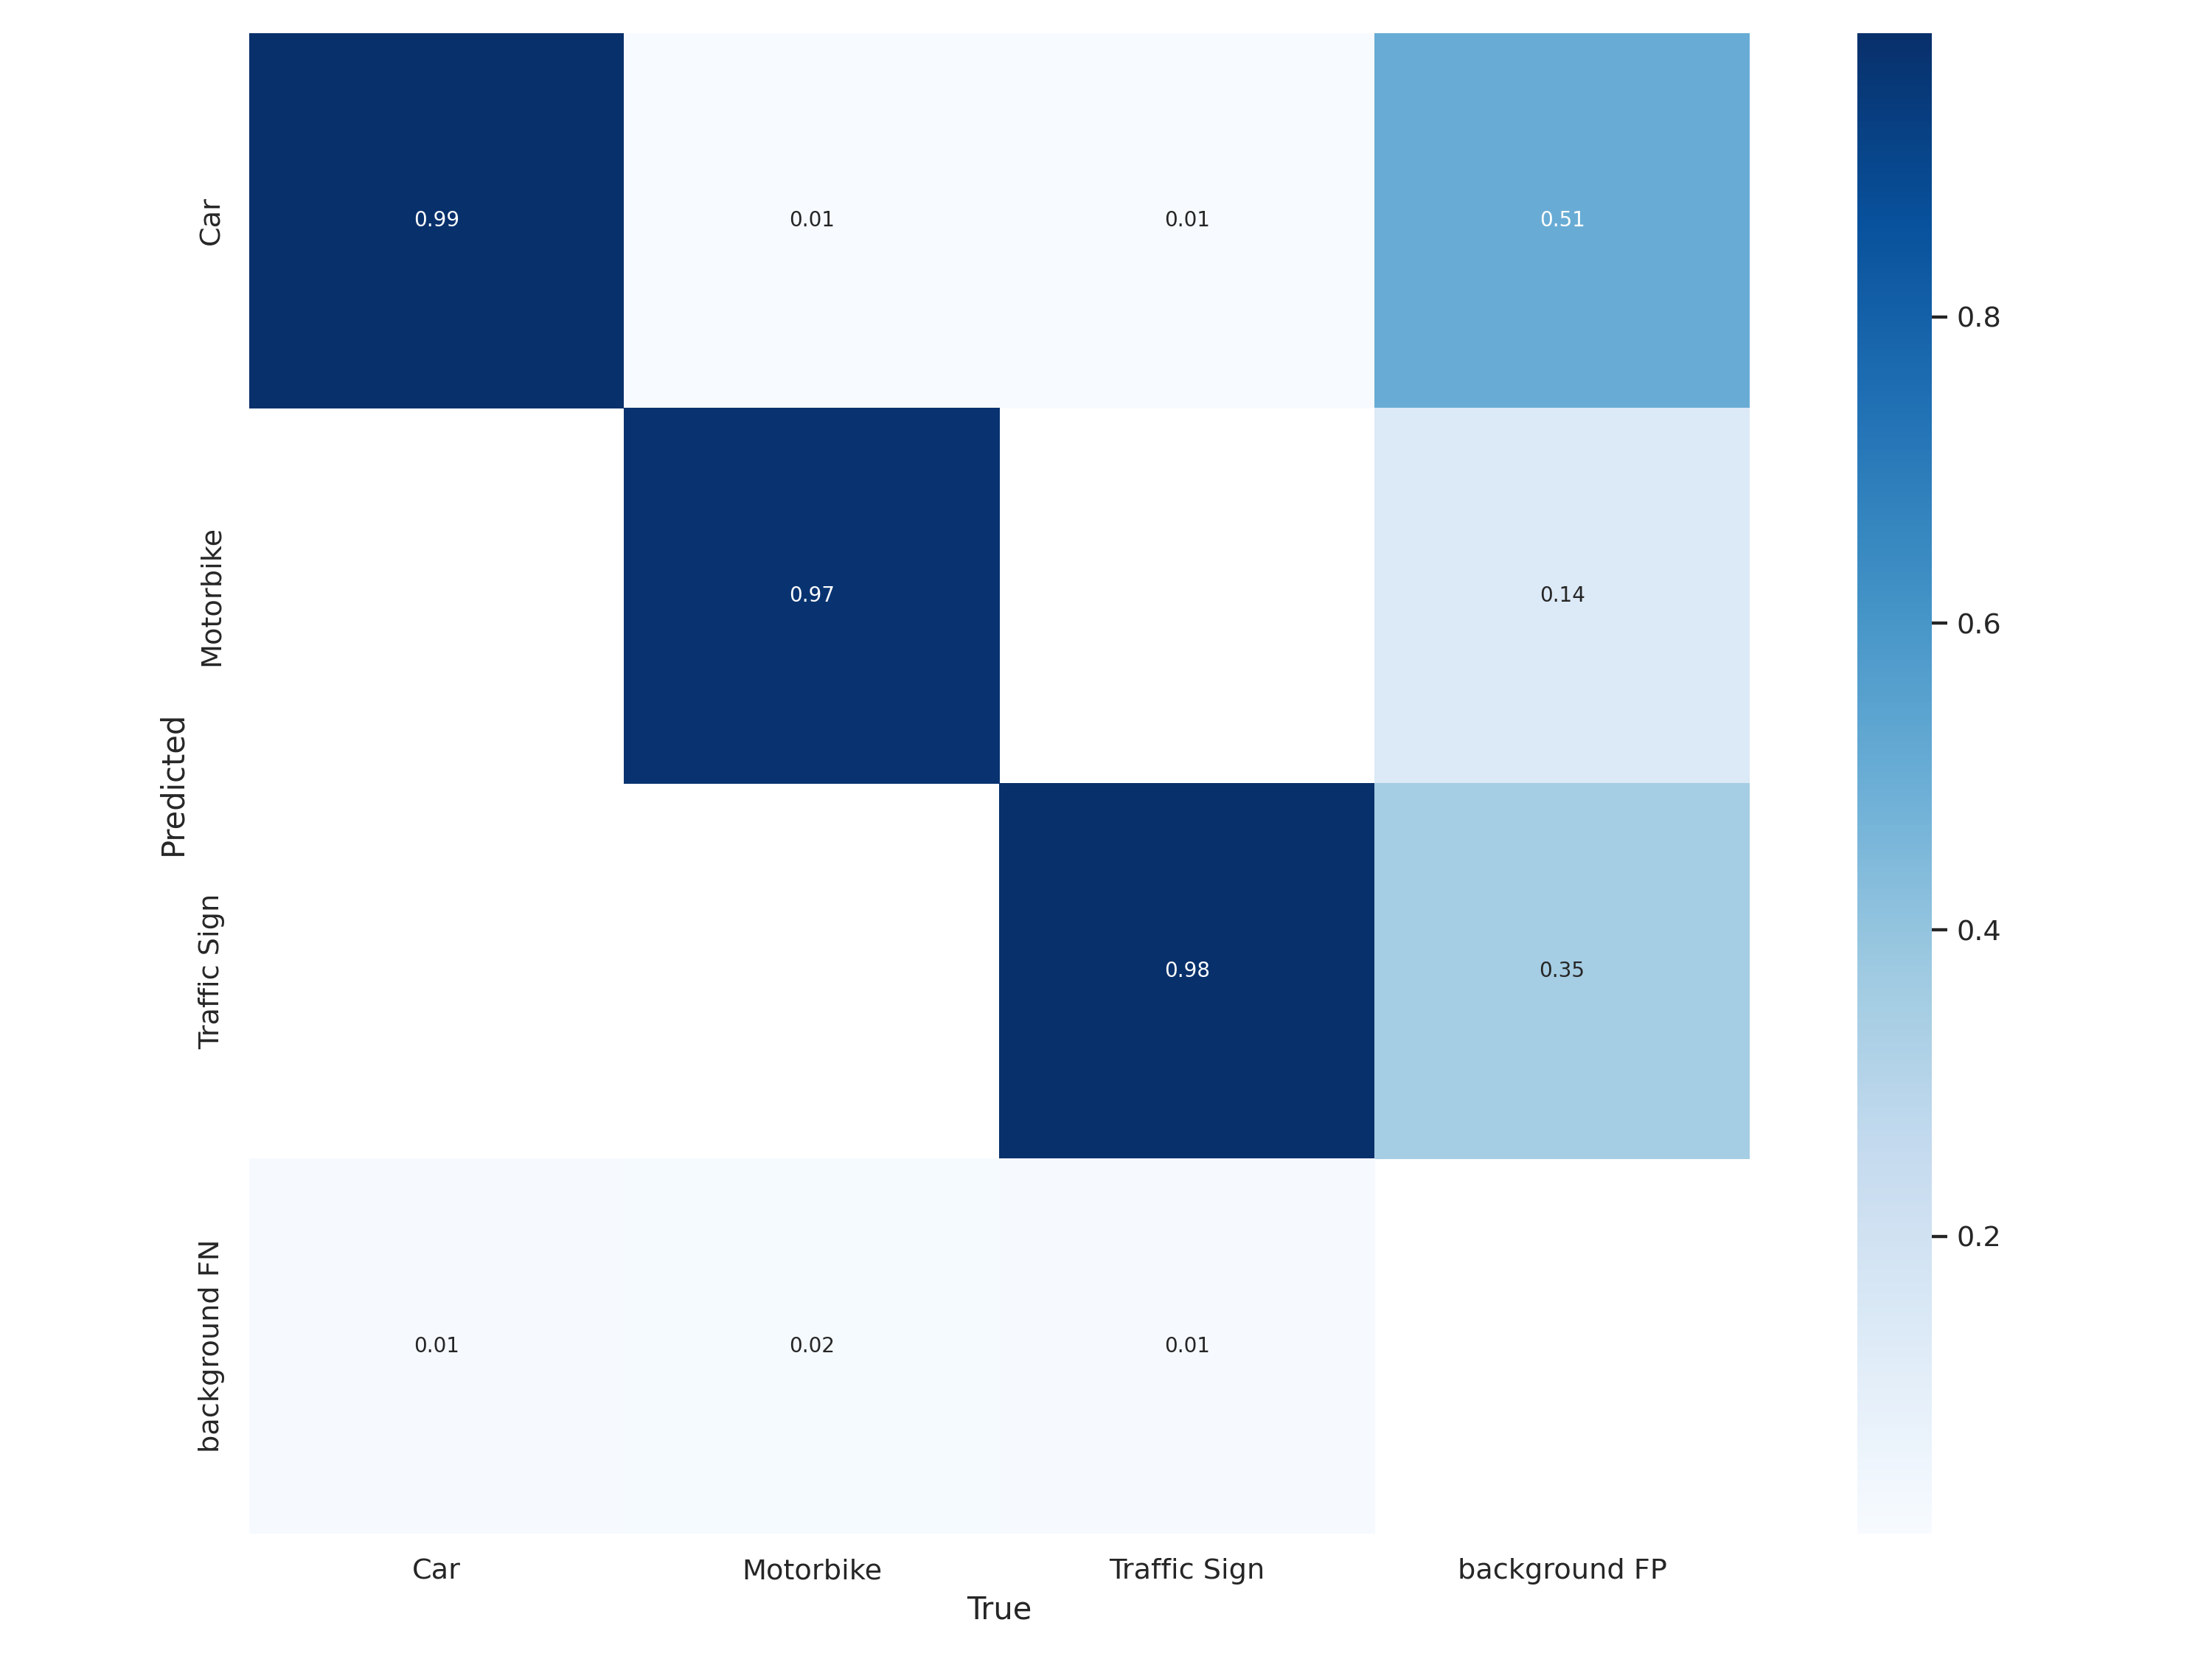 Car 0.99 0.01 0.01 0.51
Motorbike 0.97 0.14
Traffic Sign 0.98 0.35
background FN 0.01 0.02 0.01
Predicted
Car Motorbike Traffic Sign background FP
True
0.8
0.6
0.4
0.2